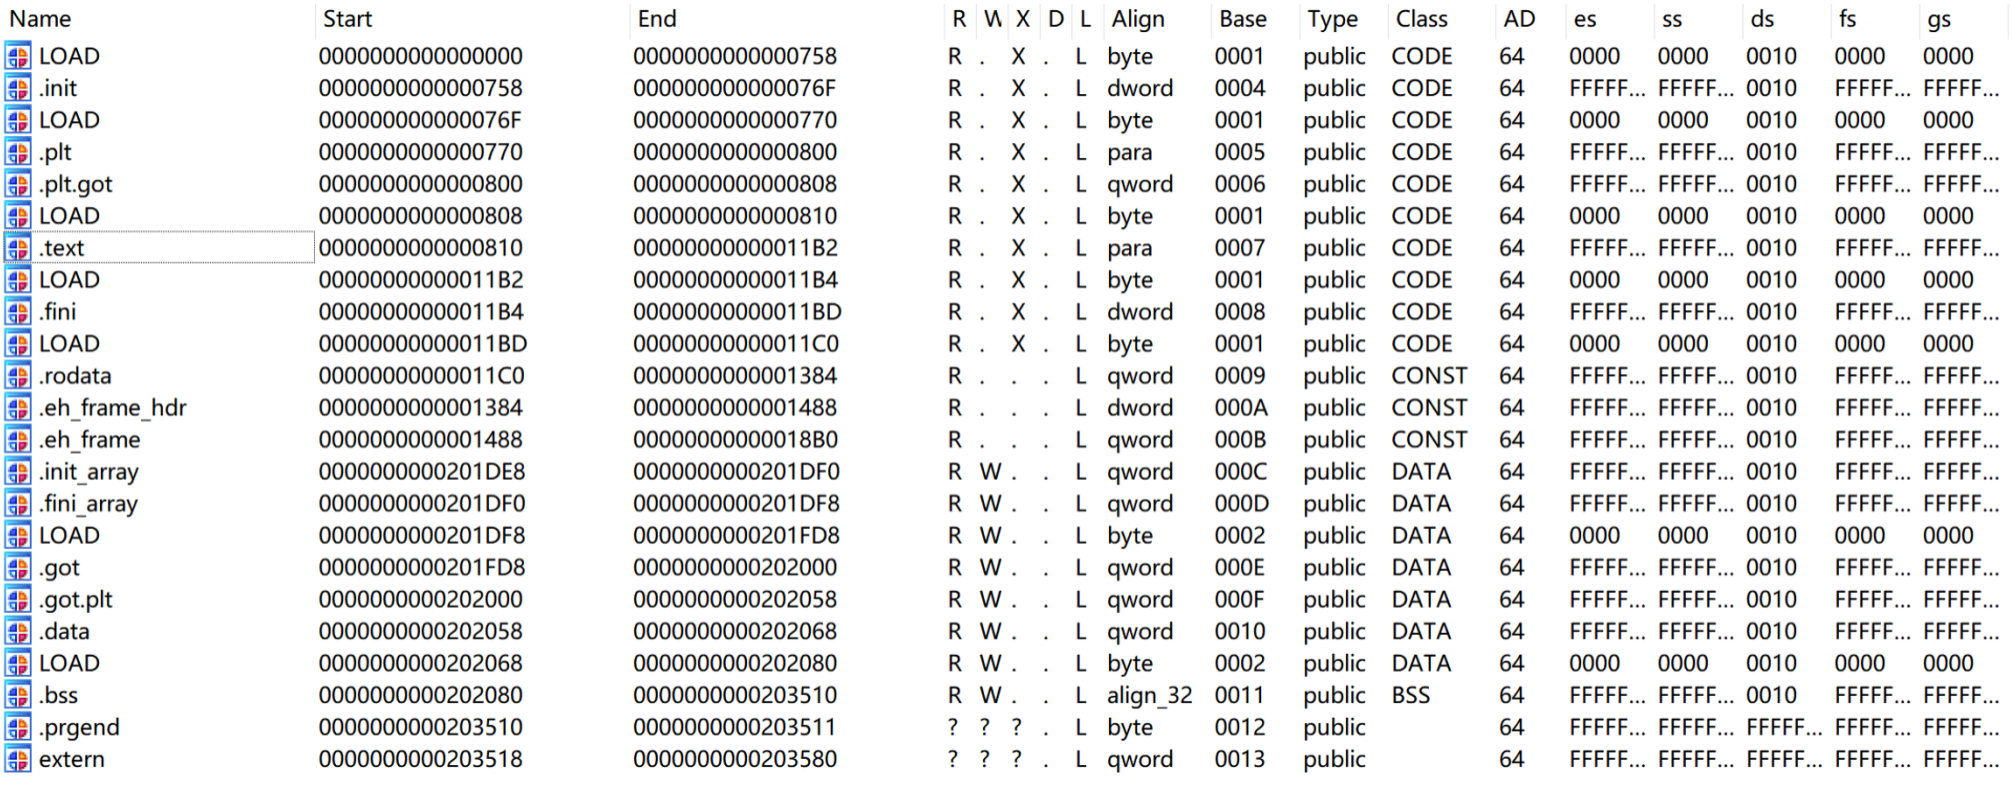 Name Start End R W X D L Align Base Type Class AD es ss ds fs gs
LOAD 0000000000000000 0000000000000758 R . X . L byte 0001 public CODE 64 0000 0000 0010 0000 0000
.init 0000000000000758 000000000000076F R . X . L dword 0004 public CODE 64 FFFFF... FFFFF... 0010 FFFFF... FFFFF...
LOAD 000000000000076F 0000000000000770 R . X . L byte 0001 public CODE 64 0000 0000 0010 0000 0000
.plt 0000000000000770 0000000000000800 R . X . L para 0005 public CODE 64 FFFFF... FFFFF... 0010 FFFFF... FFFFF...
.plt.got 0000000000000800 0000000000000808 R . X . L qword 0006 public CODE 64 FFFFF... FFFFF... 0010 FFFFF... FFFFF...
LOAD 0000000000000808 0000000000000810 R . X . L byte 0001 public CODE 64 0000 0000 0010 0000 0000
.text 0000000000000810 00000000000011B2 R . X . L para 0007 public CODE 64 FFFFF... FFFFF... 0010 FFFFF... FFFFF...
LOAD 00000000000011B2 00000000000011B4 R . X . L byte 0001 public CODE 64 0000 0000 0010 0000 0000
.fini 00000000000011B4 00000000000011BD R . X . L dword 0008 public CODE 64 FFFFF... FFFFF... 0010 FFFFF... FFFFF...
LOAD 00000000000011BD 00000000000011C0 R . X . L byte 0001 public CODE 64 0000 0000 0010 0000 0000
.rodata 00000000000011C0 0000000000001384 R . . . L qword 0009 public CONST 64 FFFFF... FFFFF... 0010 FFFFF... FFFFF...
.eh_frame_hdr 0000000000001384 0000000000001488 R . . . L dword 000A public CONST 64 FFFFF... FFFFF... 0010 FFFFF... FFFFF...
.eh_frame 0000000000001488 00000000000018B0 R . . . L qword 000B public CONST 64 FFFFF... FFFFF... 0010 FFFFF... FFFFF...
.init_array 0000000000201DE8 0000000000201DF0 R W . . L qword 000C public DATA 64 FFFFF... FFFFF... 0010 FFFFF... FFFFF...
.fini_array 0000000000201DF0 0000000000201DF8 R W . . L qword 000D public DATA 64 FFFFF... FFFFF... 0010 FFFFF... FFFFF...
LOAD 0000000000201DF8 0000000000201FD8 R W . . L byte 0002 public DATA 64 0000 0000 0010 0000 0000
.got 0000000000201FD8 0000000000202000 R W . . L qword 000E public DATA 64 FFFFF... FFFFF... 0010 FFFFF... FFFFF...
.got.plt 0000000000202000 0000000000202058 R W . . L qword 000F public DATA 64 FFFFF... FFFFF... 0010 FFFFF... FFFFF...
.data 0000000000202058 0000000000202068 R W . . L qword 0010 public DATA 64 FFFFF... FFFFF... 0010 FFFFF... FFFFF...
LOAD 0000000000202068 0000000000202080 R W . . L byte 0002 public DATA 64 0000 0000 0010 0000 0000
.bss 0000000000202080 0000000000203510 R W . . L align_32 0011 public BSS 64 FFFFF... FFFFF... 0010 FFFFF... FFFFF...
.prgend 0000000000203510 0000000000203511 ? ? ? . L byte 0012 public 64 FFFFF... FFFFF... FFFFF... FFFFF... FFFFF...
extern 0000000000203518 0000000000203580 ? ? ? . L qword 0013 public 64 FFFFF... FFFFF... FFFFF... FFFFF... FFFFF...